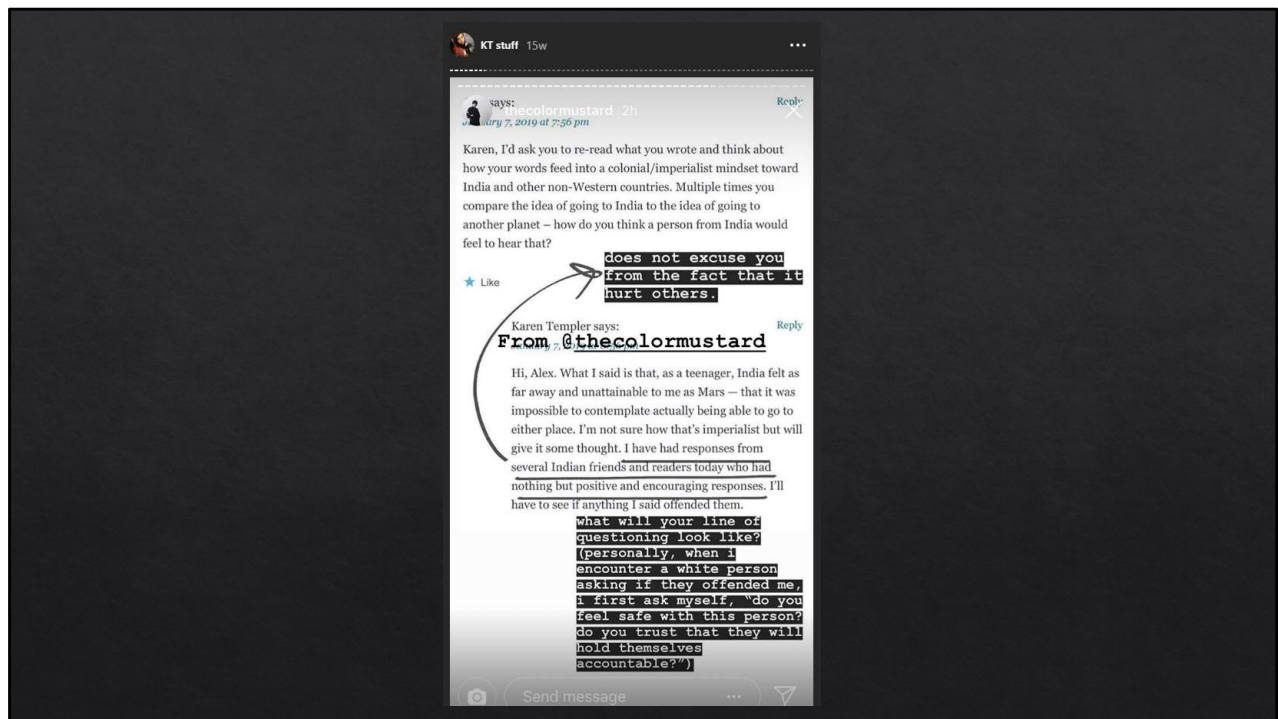 KT stuff 15w
says:
thecolormustard 2h
Reply
ary 7, 2019 at 7:56 pm
Karen, I'd ask you to re-read what you wrote and think about
how your words feed into a colonial/imperialist mindset toward
India and other non-Western countries. Multiple times you
compare the idea of going to India to the idea of going to
another planet – how do you think a person from India would
feel to hear that?
does not excuse you
from the fact that it
hurt others.
Like
Karen Templer says:
Reply
From @thecolormustard
Hi, Alex. What I said is that, as a teenager, India felt as
far away and unattainable to me as Mars — that it was
impossible to contemplate actually being able to go to
either place. I'm not sure how that's imperialist but will
give it some thought. I have had responses from
several Indian friends and readers today who had
nothing but positive and encouraging responses. I'll
have to see if anything I said offended them.
what will your line of
questioning look like?
(personally, when i
encounter a white person
asking if they offended me,
i first ask myself, "do you
feel safe with this person?
do you trust that they will
hold themselves
accountable?")
Send message